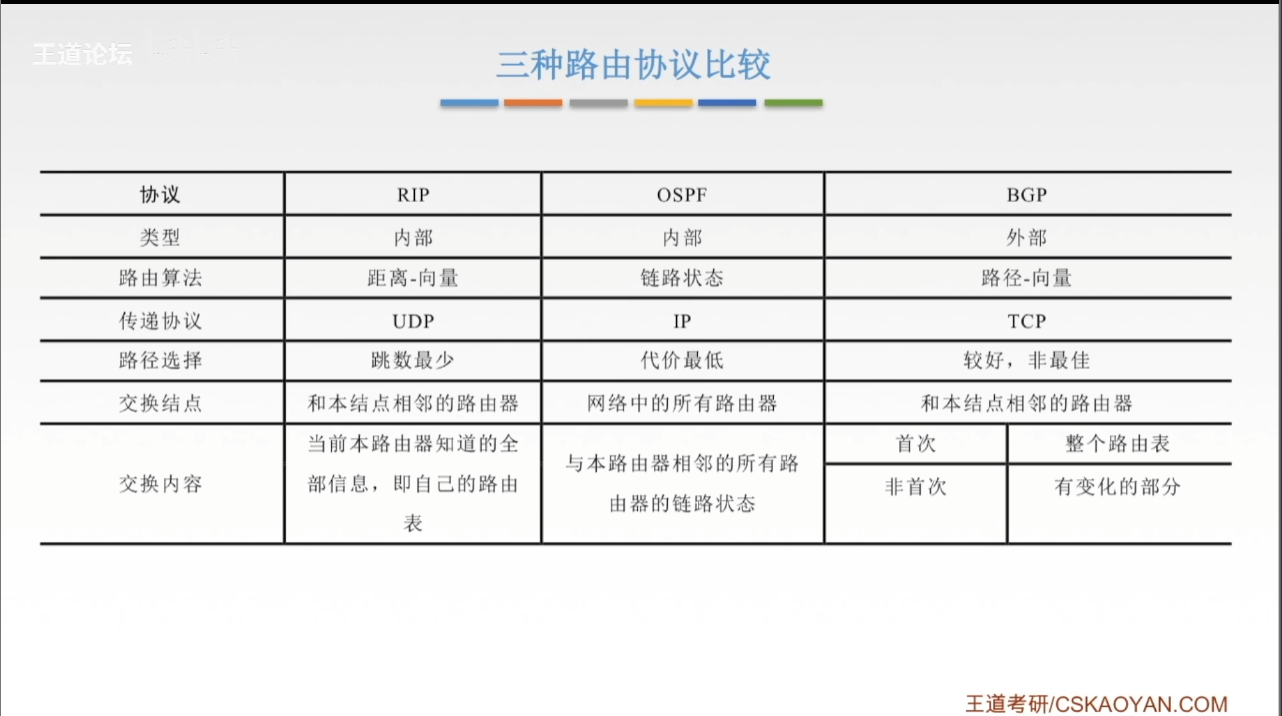 王道论坛
三种路由协议比较
协议 RIP OSPF BGP
类型 内部 内部 外部
路由算法 距离-向量 链路状态 路径-向量
传递协议 UDP IP TCP
路径选择 跳数最少 代价最低 较好，非最佳
交换结点 和本结点相邻的路由器 网络中的所有路由器 和本结点相邻的路由器
交换内容
当前本路由器知道的全
部信息，即自己的路由
表
与本路由器相邻的所有路
由器的链路状态
首次 整个路由表
非首次 有变化的部分
王道考研/CSKAOYAN.COM